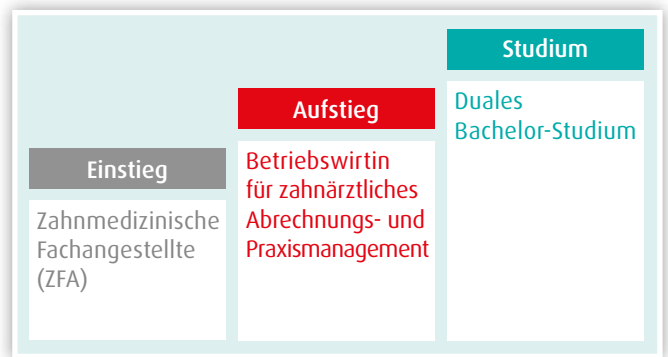 Einstieg
Zahnmedizinische
Fachangestellte
(ZFA)
Aufstieg
Betriebswirtin
für zahnärztliches
Abrechnungs- und
Praxismanagement
Studium
Duales
Bachelor-Studium